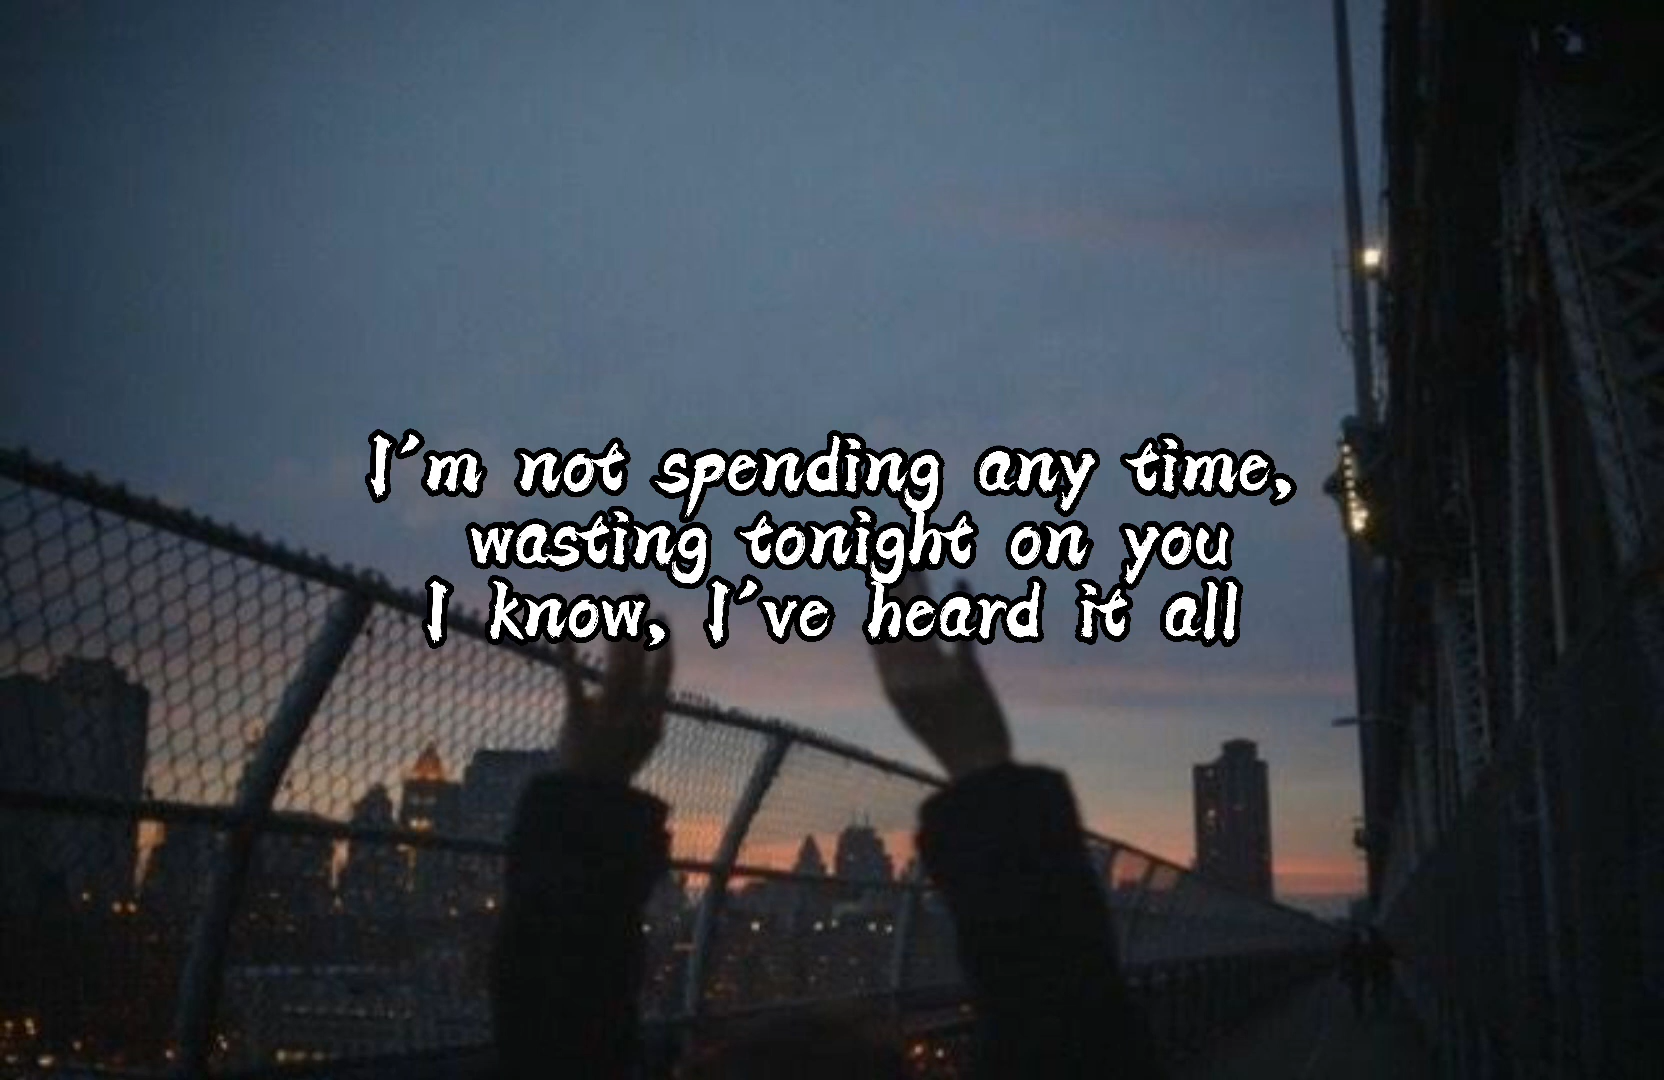 I'm not spending any time,
wasting tonight on you
I know, I've heard it all